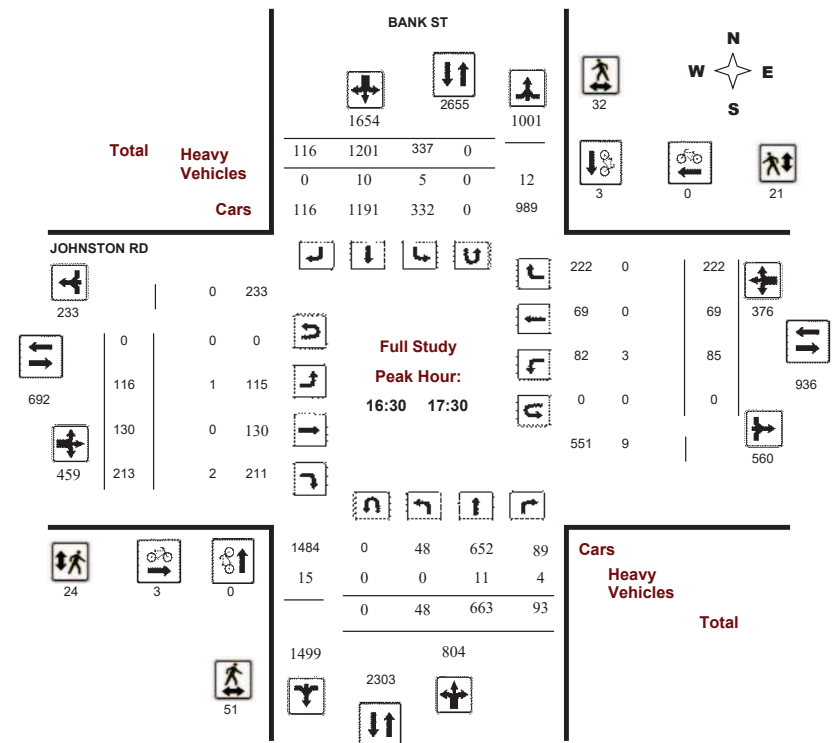 BANK ST
N
W E
S
1654
2655
1001
32
Total
Heavy
Vehicles
Cars
116 1201 337 0
0 10 5 0 12
116 1191 332 0 989
3
0
21
JOHNSTON RD
233
0 233
0 0 0
692
116 1 115
130 0 130
459
213 2 211
Full Study
Peak Hour:
16:30 17:30
222 0 222
69 0 69
376
82 3 85
936
0 0 0
551 9
560
24
3
0
1484 0 48 652 89
15 0 0 11 4
0 48 663 93
1499
804
2303
51
Cars
Heavy
Vehicles
Total